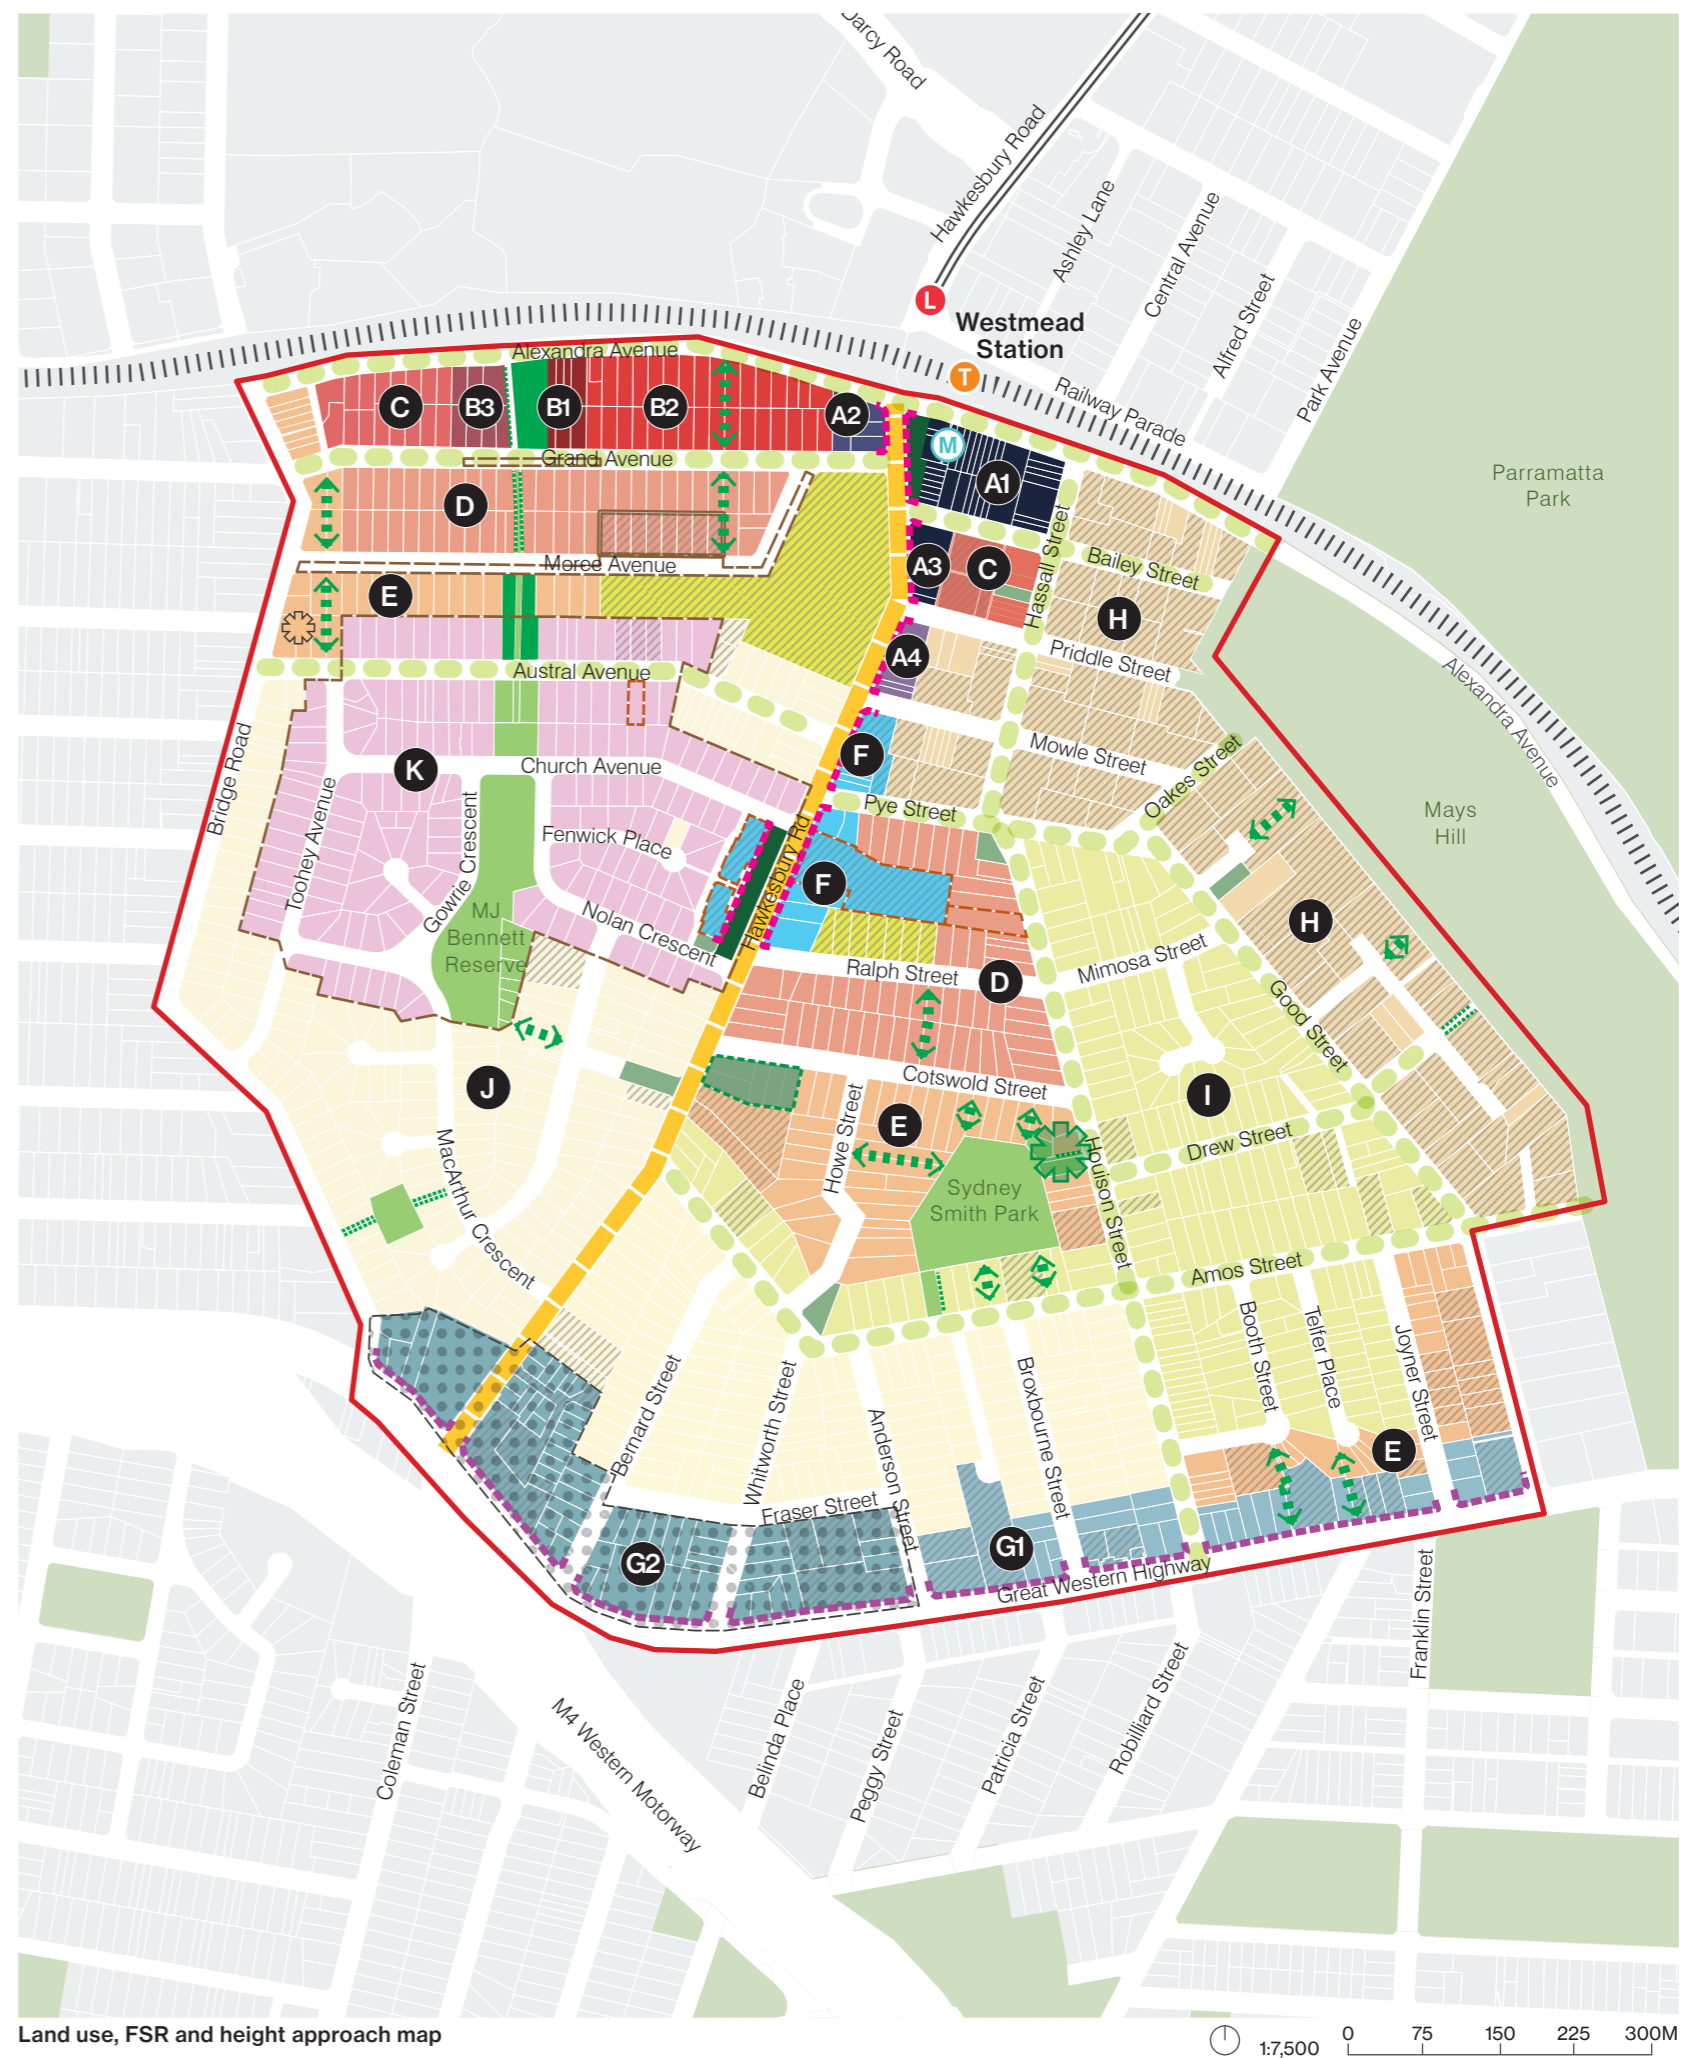 Darcy Road
Hawkesbury Road
Ashley Lane
Central Avenue
Alfred Street
Park Avenue
L
Westmead
Station
T
Railway Parade
Alexandra Avenue
C
B3
B1
B2
A2
M
A1
Grand Avenue
Parramatta
Park
D
Moree Avenue
A3
C
Hassall Street
Bailey Street
E
H
A4
Priddle Street
Austral Avenue
Alexandra Avenue
Bridge Road
K
Church Avenue
F
Mowle Street
Oakes Street
Pye Street
Mays
Hill
Toohey Avenue
Gowrie Crescent
Fenwick Place
Hawkesbury Rd
F
MJ
Bennett
Reserve
Nolan Crescent
H
Ralph Street
D
Mimosa Street
Good Street
J
Cotswold Street
I
Howe Street
E
Houison Street
Drew Street
MacArthur Crescent
Sydney
Smith Park
Amos Street
Booth Street
Telfer Place
Joyner Street
Bernard Street
Whitworth Street
Anderson Street
Broxbourne Street
E
Fraser Street
G2
G1
Great Western Highway
Franklin Street
Coleman Street
M4 Western Motorway
Belinda Place
Peggy Street
Patricia Street
Robilliard Street
Land use, FSR and height approach map
1:7,500
0 75 150 225 300M